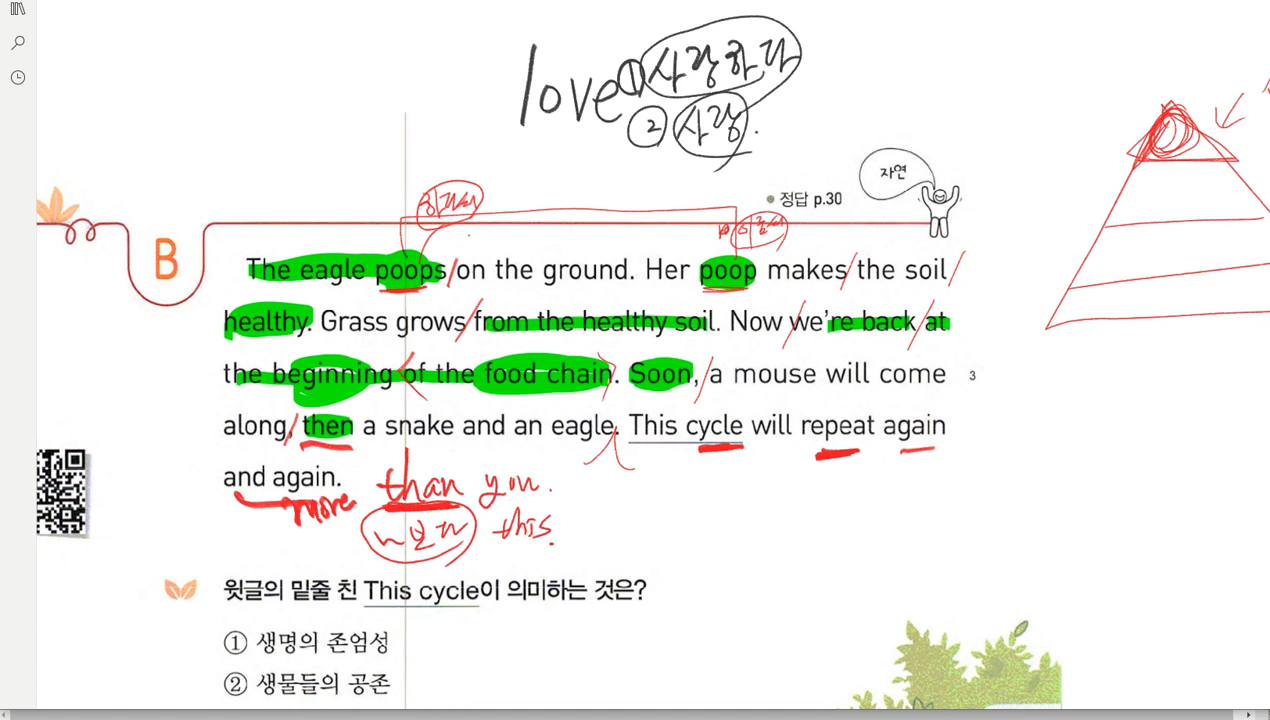 love ① 사랑하다
② 사랑.
자연
정답 p.30
B
The eagle poops on the ground. Her poop makes the soil
healthy. Grass grows from the healthy soil. Now we're back at
the beginning of the food chain. Soon, a mouse will come
3
along, then a snake and an eagle. This cycle will repeat again
and again.
more than you.
this.
윗글의 밑줄 친 This cycle이 의미하는 것은?
① 생명의 존엄성
② 생물들의 공존